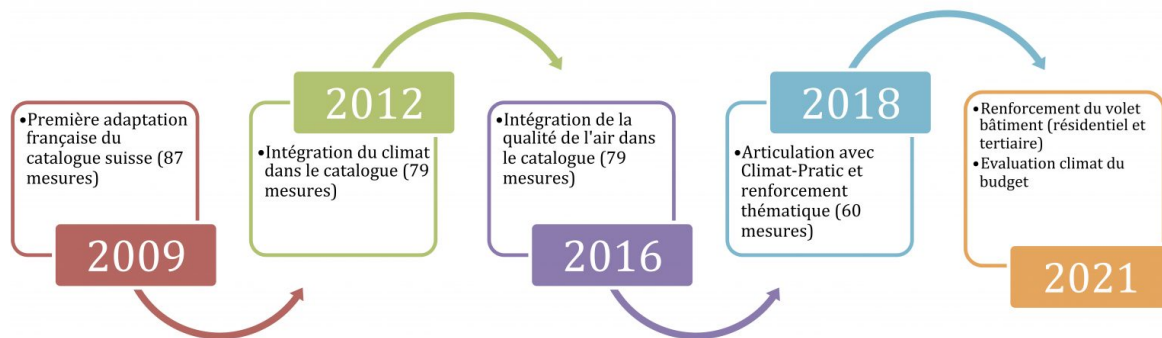 •Première adaptation
française du
catalogue suisse (87
mesures)
2009
2012
•Intégration du climat
dans le catalogue (79
mesures)
•Intégration de la
qualité de l'air dans
le catalogue (79
mesures)
2016
2018
•Articulation avec
Climat-Pratic et
renforcement
thématique (60
mesures)
•Renforcement du volet
bâtiment (résidentiel et
tertiaire)
•Evaluation climat du
budget
2021